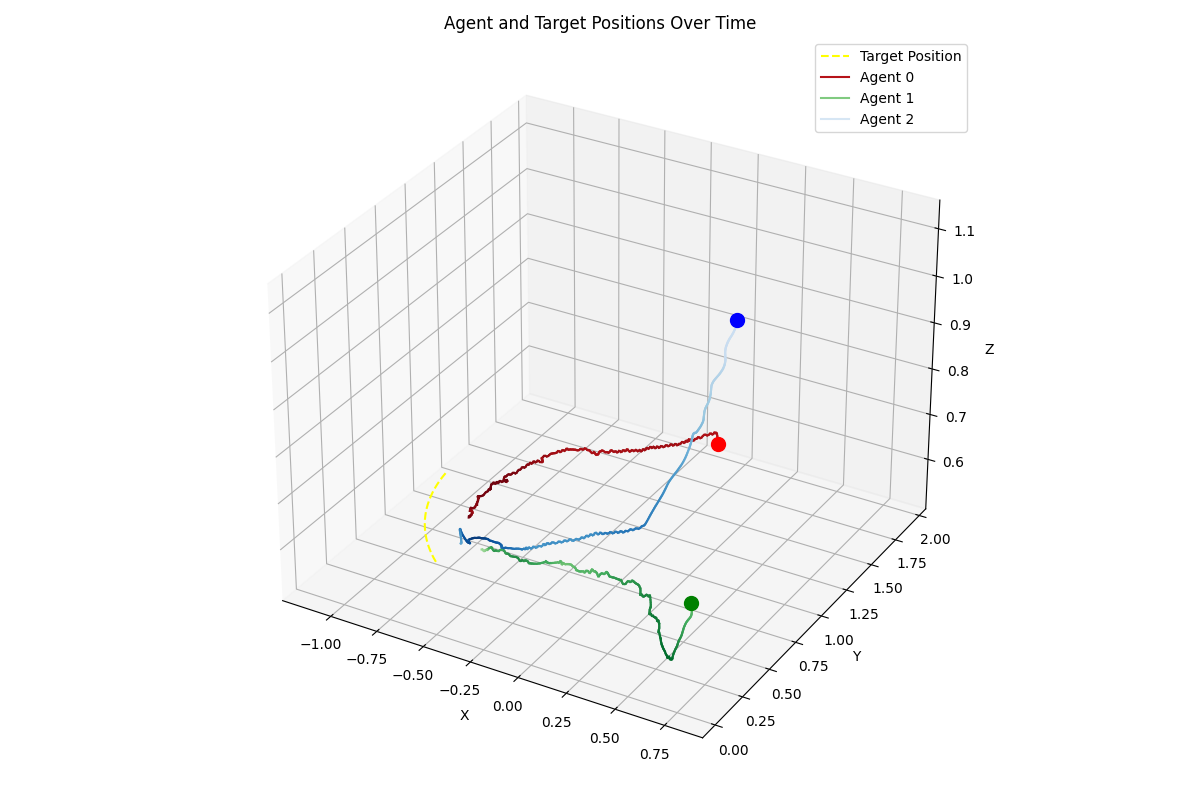 Agent and Target Positions Over Time
Target Position
Agent 0
Agent 1
Agent 2
1.1
1.0
0.9
0.8
0.7
0.6
Z
2.00
1.75
1.50
1.25
1.00
0.75
0.50
0.25
0.00
Y
−1.00
−0.75
−0.50
−0.25
0.00
0.25
0.50
0.75
X